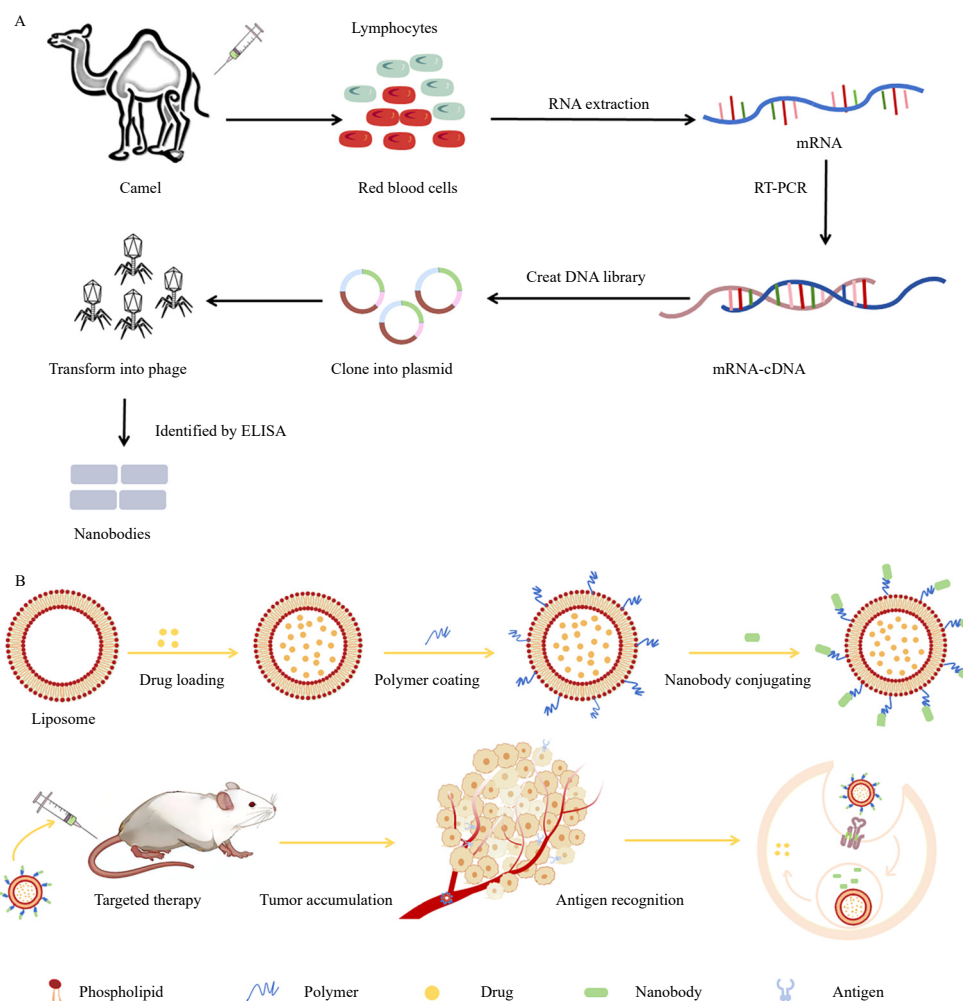 A
Lymphocytes
RNA extraction
mRNA
Camel
Red blood cells
RT-PCR
Creat DNA library
Transform into phage
Clone into plasmid
mRNA-cDNA
Identified by ELISA
Nanobodies
B
Drug loading
Polymer coating
Nanobody conjugating
Liposome
Targeted therapy
Tumor accumulation
Antigen recognition
Phospholipid
Polymer
Drug
Nanobody
Antigen